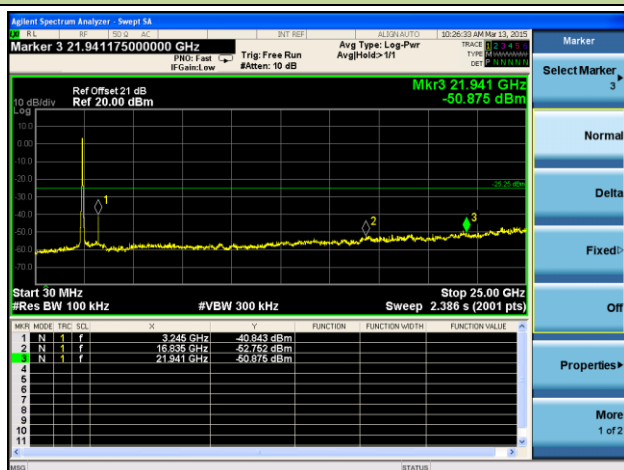 Agilent Spectrum Analyzer - Swept SA
RL RF 50 Ω AC INT REF ALIGNAUTO 10:26:33 AM Mar 13, 2015
Marker 3 21.941175000000 GHz
PNO: Fast
IFGain:Low
Trig: Free Run
#Atten: 10 dB
Avg Type: Log-Pwr
Avg|Hold:>1/1
TRACE 1 2 3 4 5 6
TYPE M
DET P N N N N N
Ref Offset 21 dB
10 dB/div Ref 20.00 dBm
Log
Mkr3 21.941 GHz
-50.875 dBm
10.0
0.00
-10.0
-20.0
-25.25 dBm
-30.0
-40.0
-50.0
-60.0
-70.0
1
2
3
Start 30 MHz Stop 25.00 GHz
#Res BW 100 kHz #VBW 300 kHz Sweep 2.386 s (2001 pts)
MKR MODE TRC SCL X Y FUNCTION FUNCTION WIDTH FUNCTION VALUE
1 N 1 f 3.245 GHz -40.843 dBm
2 N 1 f 16.835 GHz -52.752 dBm
3 N 1 f 21.941 GHz -50.875 dBm
4
5
6
7
8
9
10
11
MSG STATUS
Marker
Select Marker
3
Normal
Delta
Fixed
Off
Properties
More
1 of 2